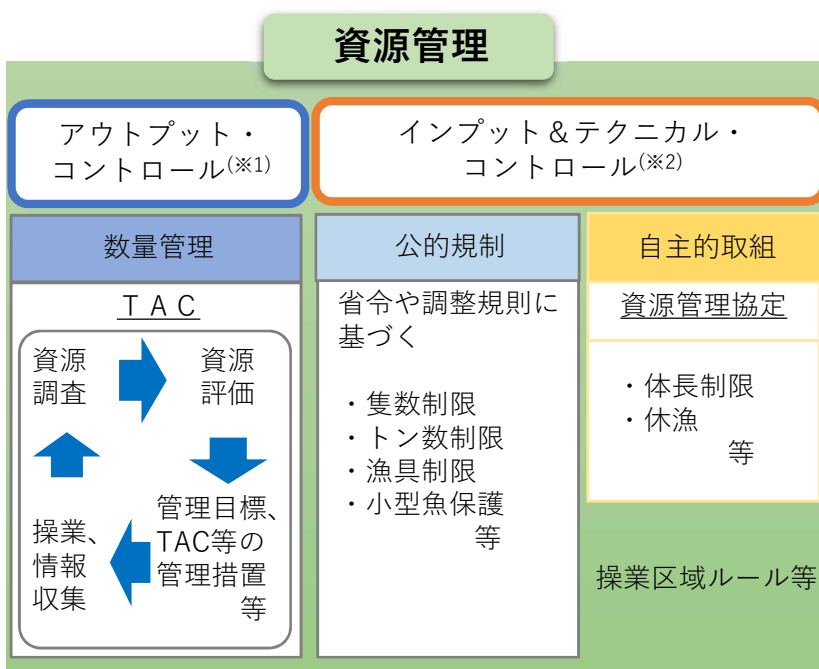 資源管理
アウトプット・
コントロール(※1)
インプット＆テクニカル・
コントロール(※2)
数量管理
ＴＡＣ
資源
調査
資源
評価
管理目標、
TAC等の
管理措置
等
操業、
情報
収集
公的規制
省令や調整規則に
基づく
・隻数制限
・トン数制限
・漁具制限
・小型魚保護
等
自主的取組
資源管理協定
・体長制限
・休漁
等
操業区域ルール等